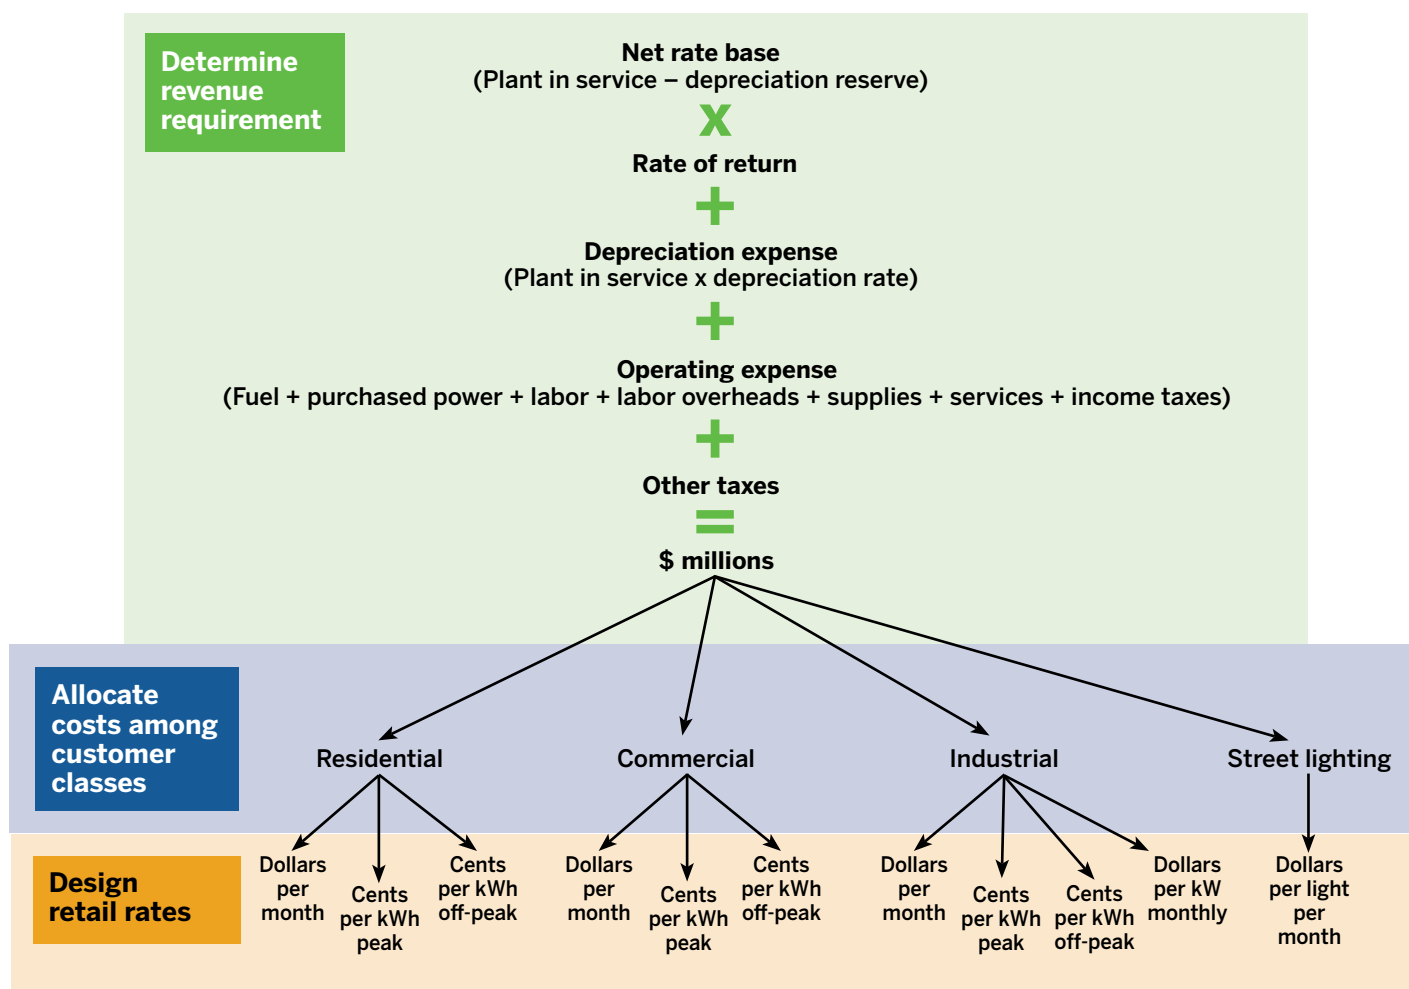 Determine
revenue
requirement
Net rate base
(Plant in service – depreciation reserve)
x
Rate of return
+
Depreciation expense
(Plant in service x depreciation rate)
+
Operating expense
(Fuel + purchased power + labor + labor overheads + supplies + services + income taxes)
+
Other taxes
=
$ millions
Allocate
costs among
customer
classes
Residential
Commercial
Industrial
Street lighting
Design
retail rates
Dollars
per
month
Cents
per kWh
peak
Cents
per kWh
off-peak
Dollars
per
month
Cents
per kWh
peak
Cents
per kWh
off-peak
Dollars
per
month
Cents
per kWh
peak
Cents
per kWh
off-peak
Dollars
per kW
monthly
Dollars
per light
per
month